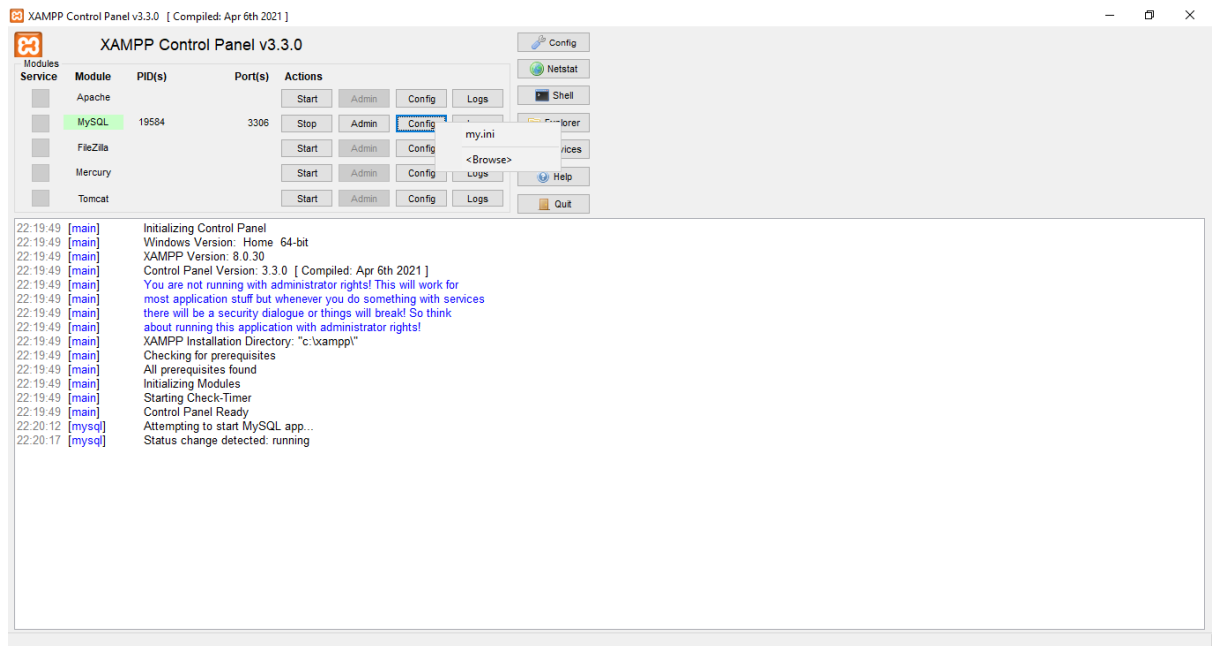 XAMPP Control Panel v3.3.0 [ Compiled: Apr 6th 2021 ]
XAMPP Control Panel v3.3.0
Config
Modules
Service Module PID(s) Port(s) Actions
Netstat
Apache Start Admin Config Logs
Shell
MySQL 19584 3306 Stop Admin Config
my.ini
<Browse>
FileZilla Start Admin Config
Mercury Start Admin Config Logs
Help
Tomcat Start Admin Config Logs
Quit
22:19:49 [main] Initializing Control Panel
22:19:49 [main] Windows Version: Home 64-bit
22:19:49 [main] XAMPP Version: 8.0.30
22:19:49 [main] Control Panel Version: 3.3.0 [ Compiled: Apr 6th 2021 ]
22:19:49 [main] You are not running with administrator rights! This will work for
22:19:49 [main] most application stuff but whenever you do something with services
22:19:49 [main] there will be a security dialogue or things will break! So think
22:19:49 [main] about running this application with administrator rights!
22:19:49 [main] XAMPP Installation Directory: "c:\xampp\"
22:19:49 [main] Checking for prerequisites
22:19:49 [main] All prerequisites found
22:19:49 [main] Initializing Modules
22:19:49 [main] Starting Check-Timer
22:19:49 [main] Control Panel Ready
22:20:12 [mysql] Attempting to start MySQL app...
22:20:17 [mysql] Status change detected: running